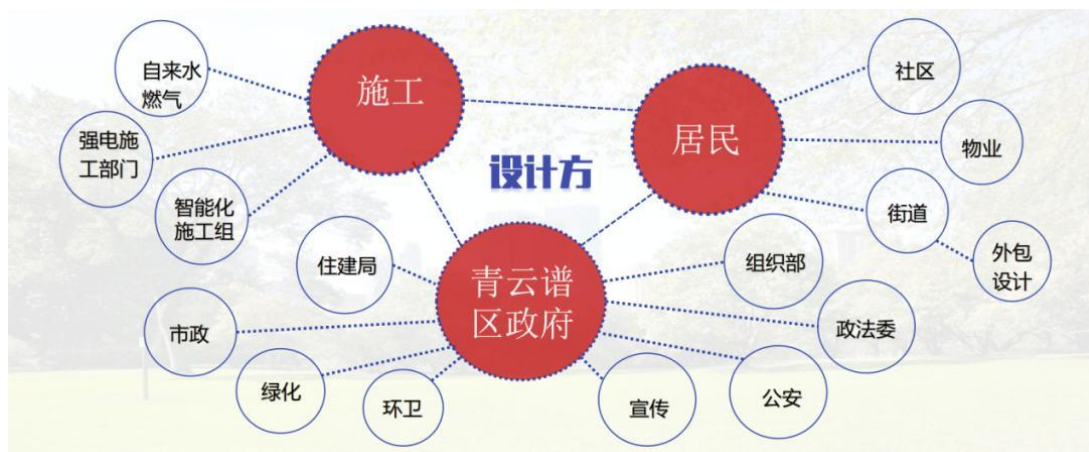 自来水
燃气
施工
社区
强电施
工部门
居民
物业
设计方
智能化
施工组
街道
住建局
青云谱
区政府
组织部
外包
设计
市政
政法委
绿化
环卫
宣传
公安